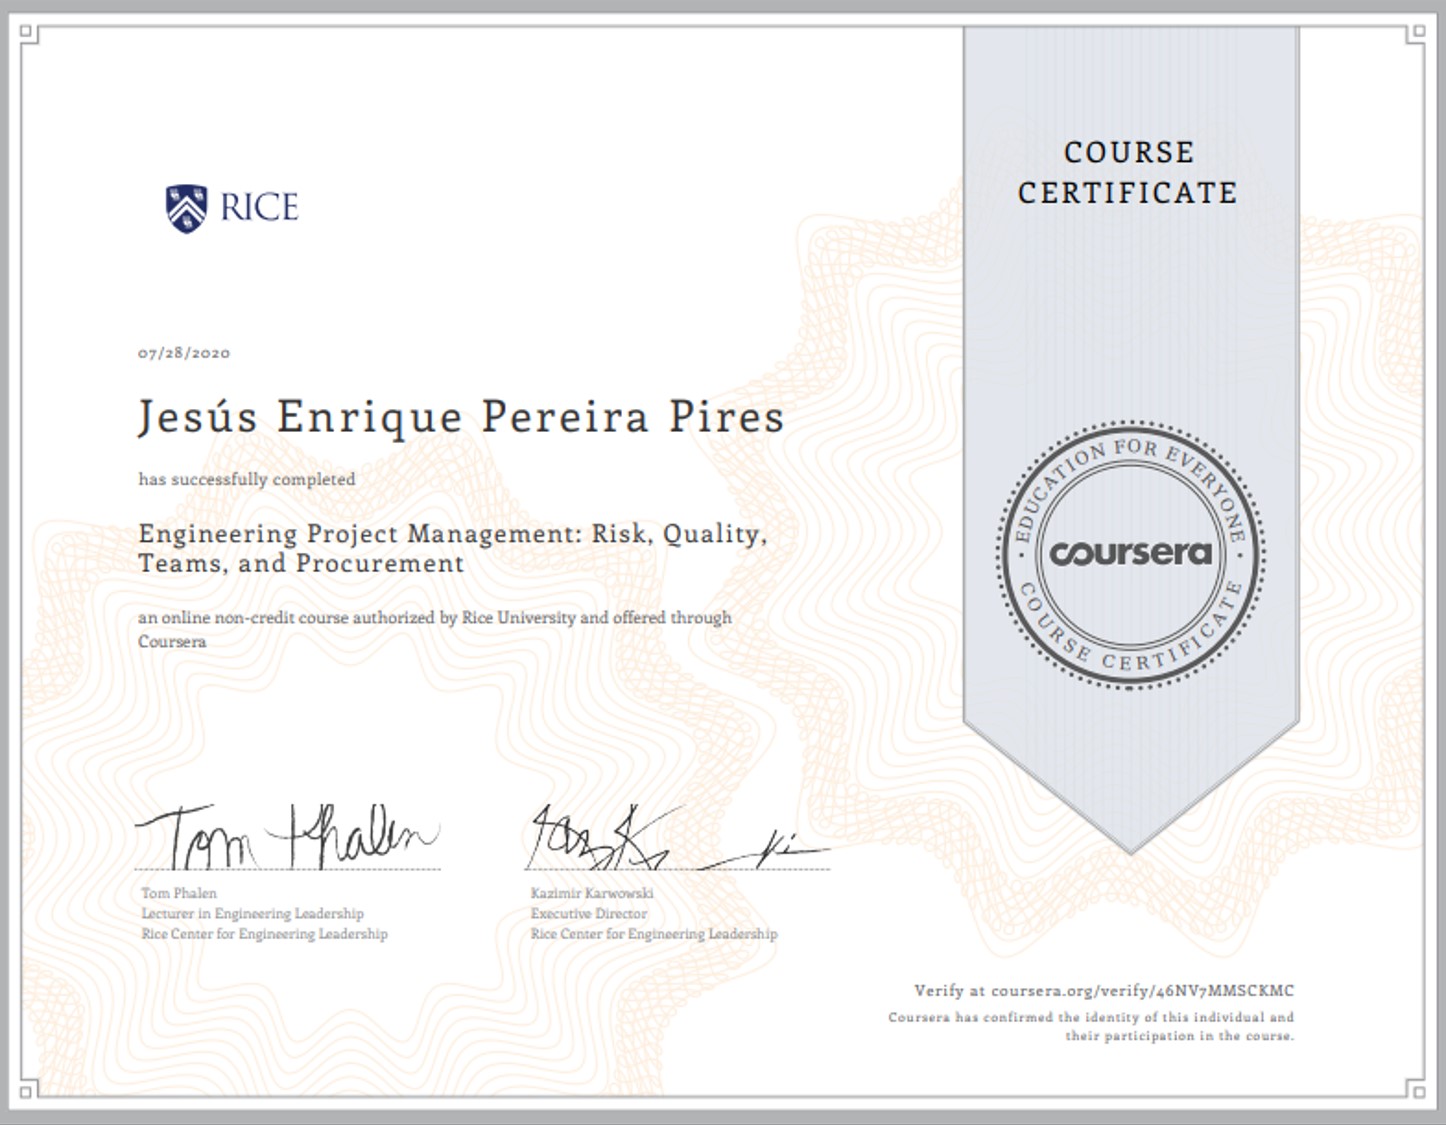 COURSE
CERTIFICATE
RICE
07/28/2020
Jesús Enrique Pereira Pires
has successfully completed
Engineering Project Management: Risk, Quality,
Teams, and Procurement
an online non-credit course authorized by Rice University and offered through
Coursera
EDUCATION FOR EVERYONE
coursera
COURSE CERTIFICATE
Tom Phalen
Tom Phalen
Lecturer in Engineering Leadership
Rice Center for Engineering Leadership
Kazimir Karwowski
Executive Director
Rice Center for Engineering Leadership
Verify at coursera.org/verify/46NV7MMSCKMC
Coursera has confirmed the identity of this individual and
their participation in the course.